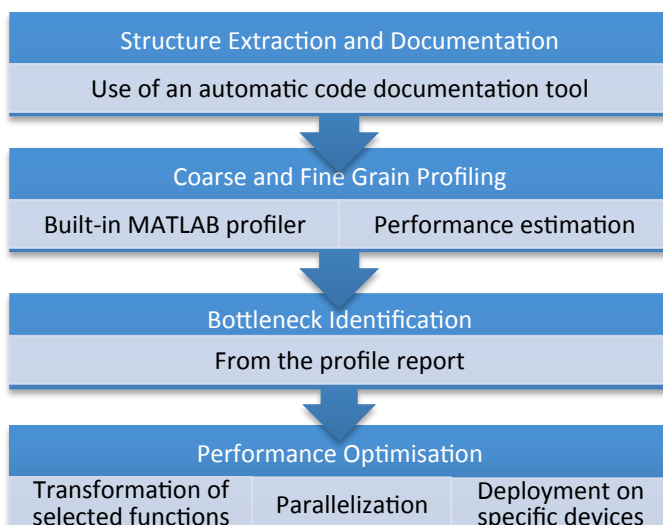 Structure Extraction and Documentation
Use of an automatic code documentation tool
Coarse and Fine Grain Profiling
Built-in MATLAB profiler
Performance estimation
Bottleneck Identification
From the profile report
Performance Optimisation
Transformation of
selected functions
Parallelization
Deployment on
specific devices